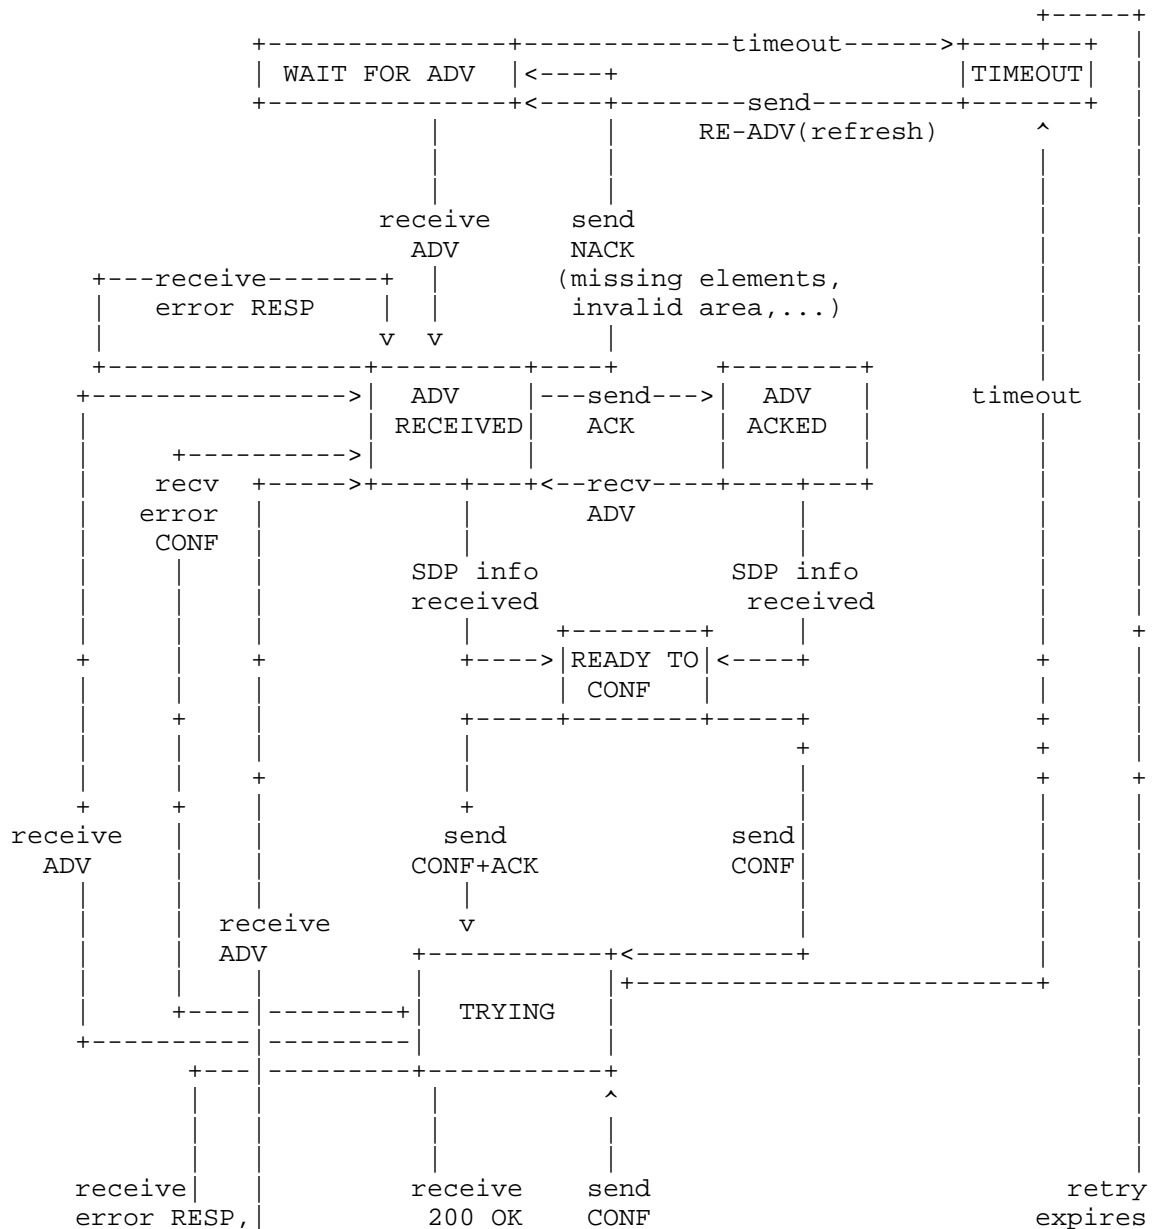 timeout
WAIT FOR ADV TIMEOUT
send
RE-ADV(refresh)
receive send
ADV NACK
receive (missing elements,
error RESP invalid area,...)
ADV send ADV timeout
RECEIVED ACK ACKED
recv recv
error ADV
CONF
SDP info SDP info
received received
READY TO
CONF
receive send send
ADV CONF+ACK CONF
receive
ADV
TRYING
receive receive send retry
error RESP, 200 OK CONF expires